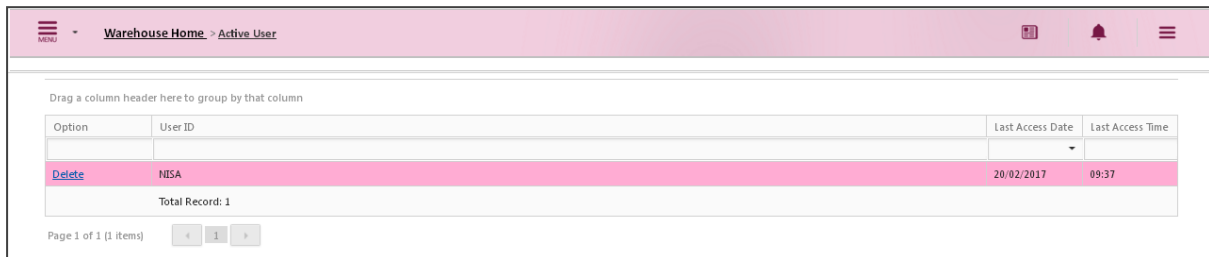 MENU
Warehouse Home > Active User
Drag a column header here to group by that column
Option User ID Last Access Date Last Access Time
Delete NISA 20/02/2017 09:37
Total Record: 1
Page 1 of 1 (1 items) 1